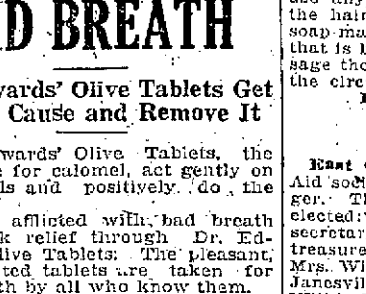 D BREATH
wards' Olive Tablets Get
Cause and Remove It
wards' Olive Tablets, the
e for calomel, act gently on
ls and positively do the
afflicted with bad breath
k relief through Dr. Ed-
live Tablets. The pleasant,
ted tablets are taken for
th by all who know them.
the hair
soap ma
that is
sage tho
the circ
East
Aid soci
ger. Th
elected:
secretar
treasure
Mrs. Wi
Janesvil